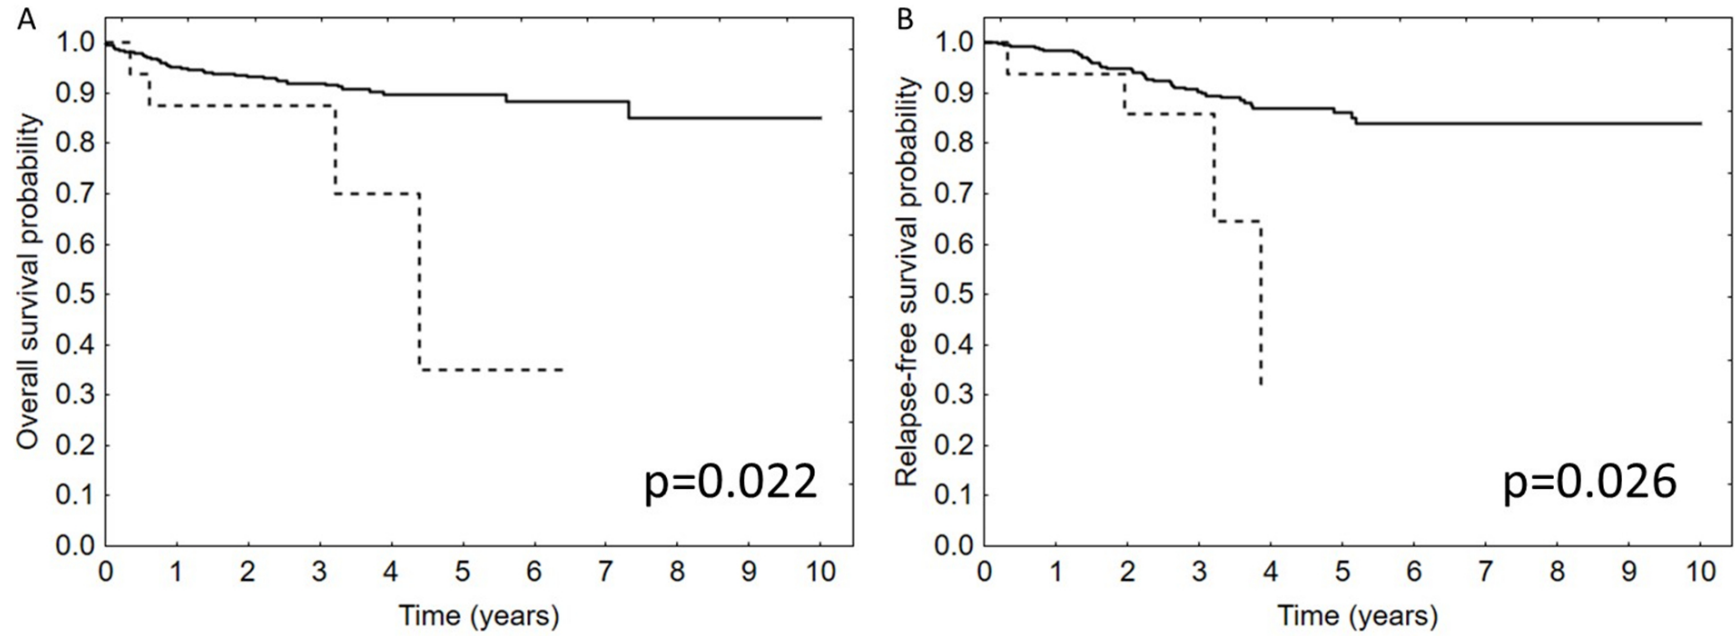 A
Overall survival probability
1.0
0.9
0.8
0.7
0.6
0.5
0.4
0.3
0.2
0.1
0.0
p=0.022
0 1 2 3 4 5 6 7 8 9 10
Time (years)
B
Relapse-free survival probability
1.0
0.9
0.8
0.7
0.6
0.5
0.4
0.3
0.2
0.1
0.0
p=0.026
0 1 2 3 4 5 6 7 8 9 10
Time (years)